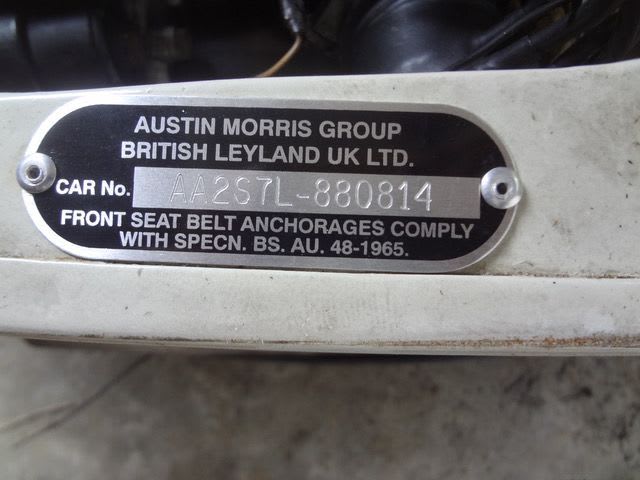 AUSTIN MORRIS GROUP
BRITISH LEYLAND UK LTD.
CAR No. AA2S7L-880814
FRONT SEAT BELT ANCHORAGES COMPLY
WITH SPECN. BS. AU. 48-1965.